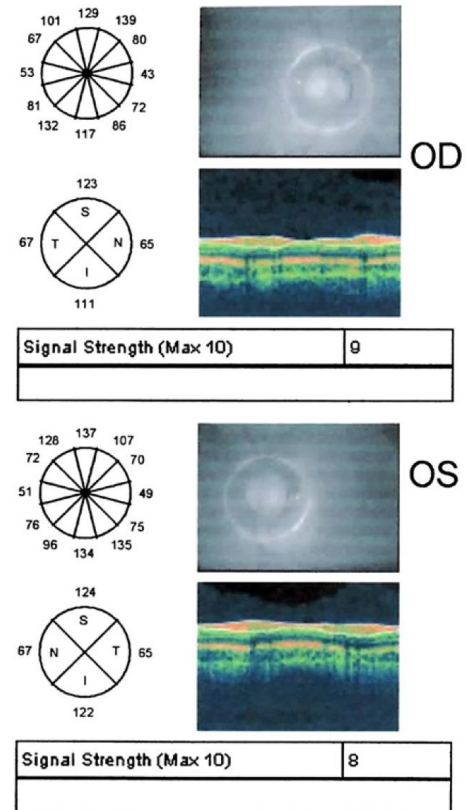 129
101 139
67 80
53 43
81 72
132 86
117
OD
123
S
67 T N 65
I
111
Signal Strength (Max 10) 9
137
128 107
72 70
51 49
76 75
96 135
134
OS
124
S
67 N T 65
I
122
Signal Strength (Max 10) 8